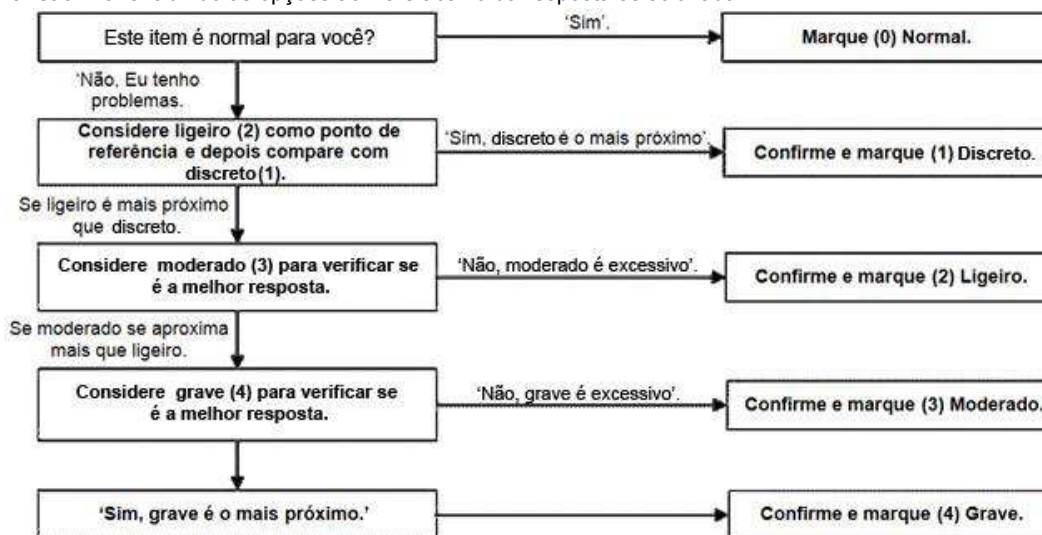 Este item é normal para você?
'Sim'.
Marque (0) Normal.
'Não, Eu tenho
problemas.
Considere ligeiro (2) como ponto de
referência e depois compare com
discreto (1).
'Sim, discreto é o mais próximo'.
Confirme e marque (1) Discreto.
Se ligeiro é mais próximo
que discreto.
Considere moderado (3) para verificar se
é a melhor resposta.
'Não, moderado é excessivo'.
Confirme e marque (2) Ligeiro.
Se moderado se aproxima
mais que ligeiro.
Considere grave (4) para verificar se
é a melhor resposta.
'Não, grave é excessivo'.
Confirme e marque (3) Moderado.
'Sim, grave é o mais próximo.'
Confirme e marque (4) Grave.